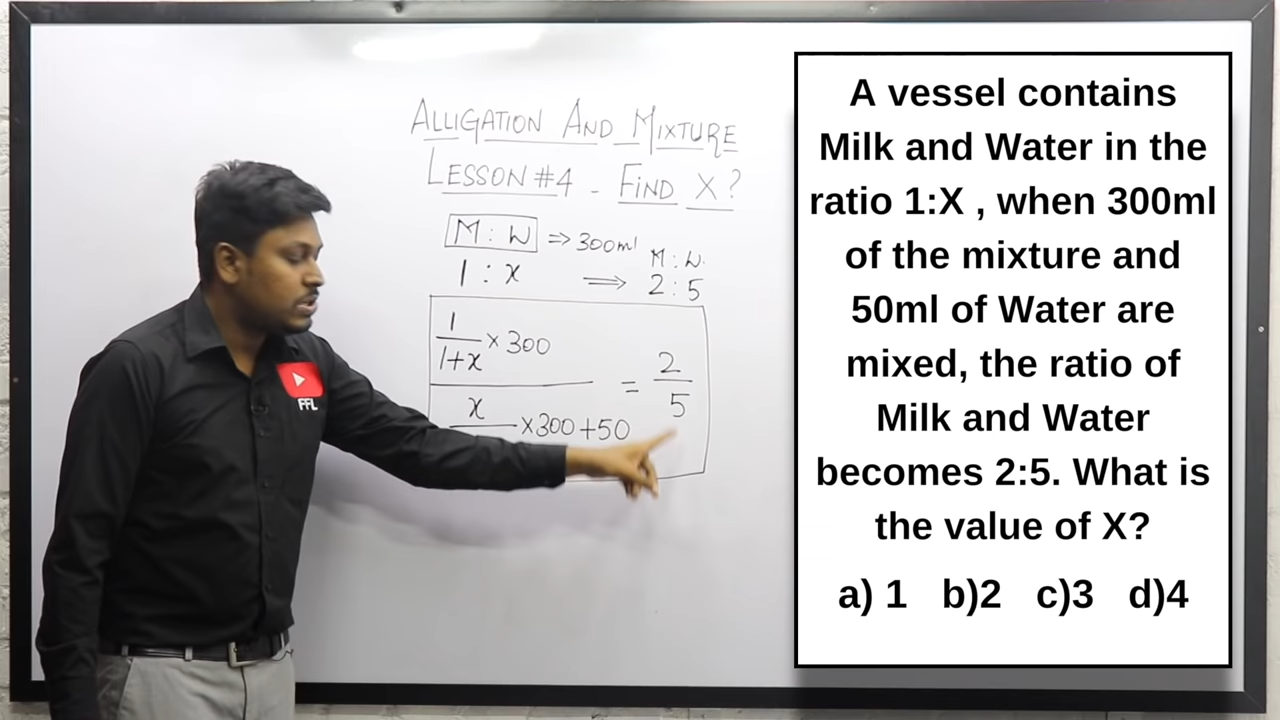 ALLIGATION AND MIXTURE
LESSON #4 - FIND X?
M : W ⇒ 300ml
M : W.
1 : x ⇒ 2 : 5
1
1+x × 300
= 2
5
x
×300+50
FFL
A vessel contains
Milk and Water in the
ratio 1:X , when 300ml
of the mixture and
50ml of Water are
mixed, the ratio of
Milk and Water
becomes 2:5. What is
the value of X?
a) 1 b)2 c)3 d)4